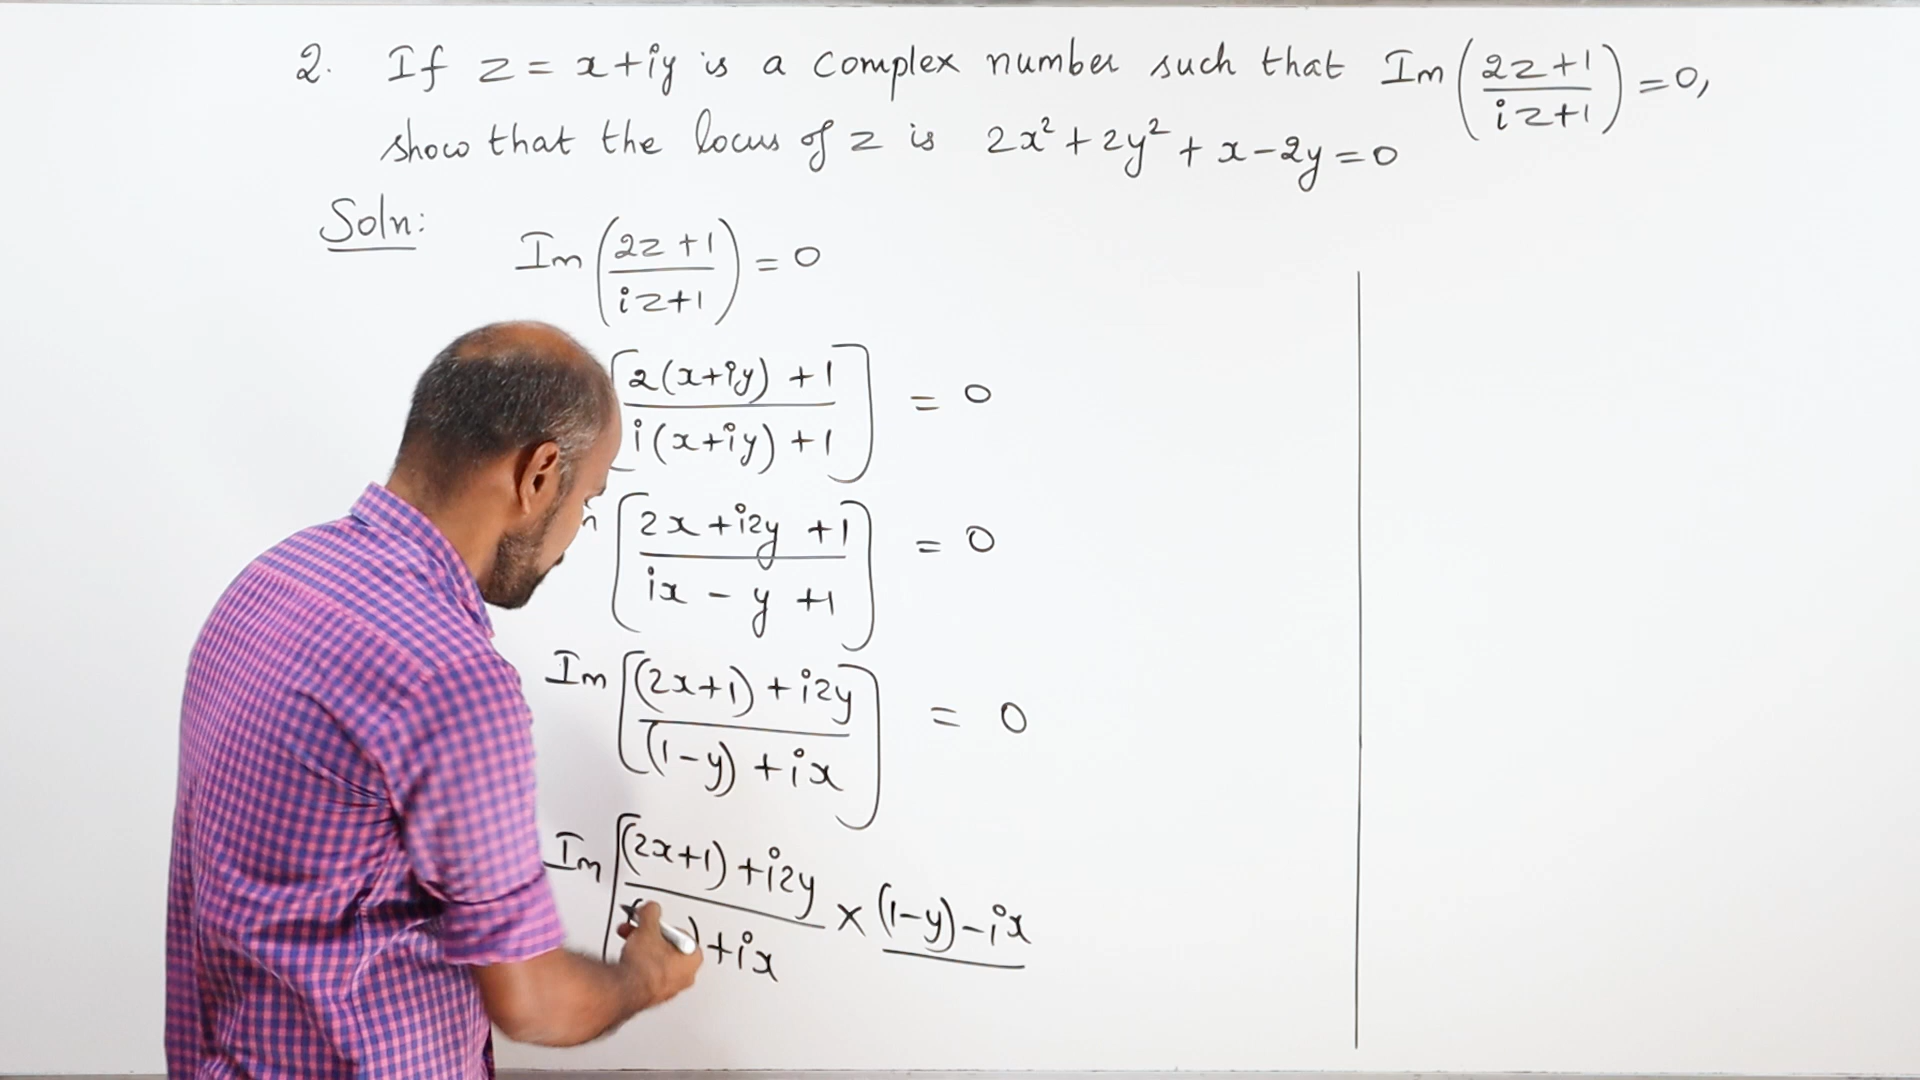 2. If z = x+iy is a complex number such that Im(2z+1/iz+1) = 0,
show that the locus of z is 2x² + 2y² + x - 2y = 0
Soln:
Im(2z+1/iz+1) = 0
[2(x+iy) + 1/i(x+iy) + 1] = 0
[2x + i2y + 1/ix - y + 1] = 0
Im[(2x+1) + i2y/(1-y) + ix] = 0
Im[(2x+1) + i2y/ + ix × (1-y) - ix